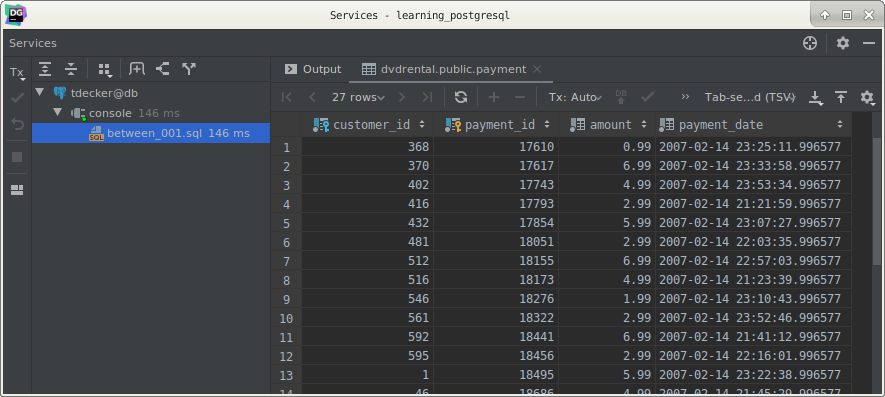 DG
Services - learning_postgresql
Services
Tx
tdecker@db
console 146 ms
SQL
between_001.sql 146 ms
Output dvdrental.public.payment
27 rows Tx: Auto DB Tab-se...d (TSV)
customer_id payment_id amount payment_date
1 368 17610 0.99 2007-02-14 23:25:11.996577
2 370 17617 6.99 2007-02-14 23:33:58.996577
3 402 17743 4.99 2007-02-14 23:53:34.996577
4 416 17793 2.99 2007-02-14 21:21:59.996577
5 432 17854 5.99 2007-02-14 23:07:27.996577
6 481 18051 2.99 2007-02-14 22:03:35.996577
7 512 18155 6.99 2007-02-14 22:57:03.996577
8 516 18173 4.99 2007-02-14 21:23:39.996577
9 546 18276 1.99 2007-02-14 23:10:43.996577
10 561 18322 2.99 2007-02-14 23:52:46.996577
11 592 18441 6.99 2007-02-14 21:41:12.996577
12 595 18456 2.99 2007-02-14 22:16:01.996577
13 1 18495 5.99 2007-02-14 23:22:38.996577
14 46 18686 4.99 2007-02-14 21:45:29.996577